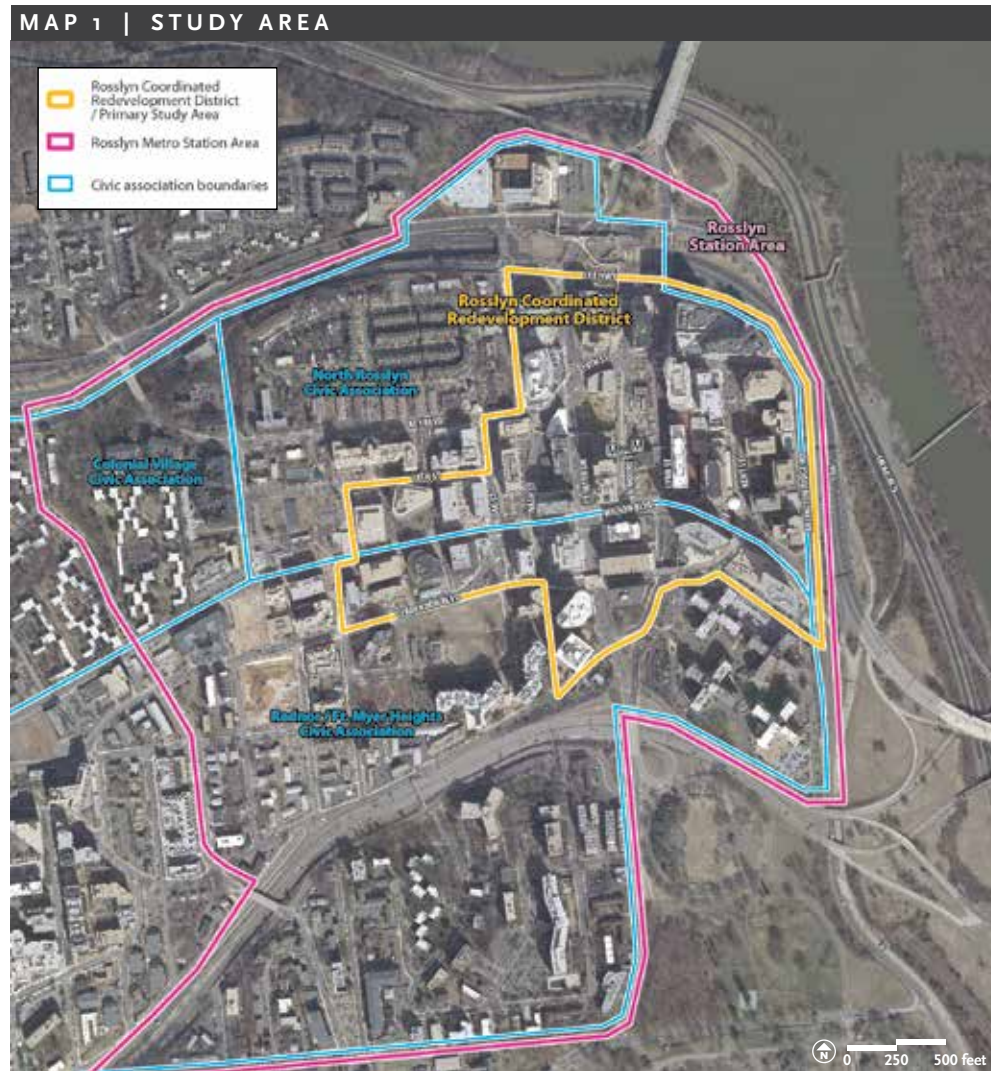 MAP 1 | STUDY AREA
Rosslyn Coordinated
Redevelopment District
/ Primary Study Area
Rosslyn Metro Station Area
Civic association boundaries
Rosslyn
Station Area
Rosslyn Coordinated
Redevelopment District
North Rosslyn
Civic Association
Colonial Village
Civic Association
Radnor / Ft. Myer Heights
Civic Association
N
0 250 500 feet